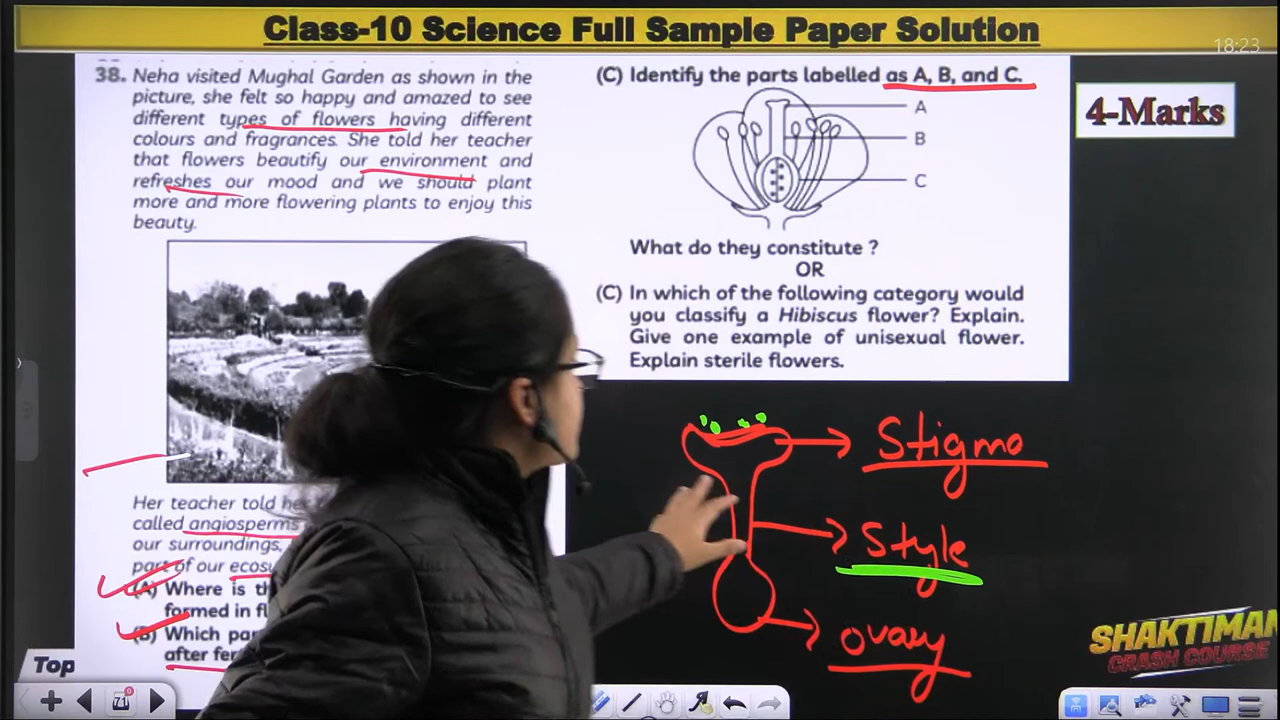 Class-10 Science Full Sample Paper Solution
18:23
38. Neha visited Mughal Garden as shown in the
picture, she felt so happy and amazed to see
different types of flowers having different
colours and fragrances. She told her teacher
that flowers beautify our environment and
refreshes our mood and we should plant
more and more flowering plants to enjoy this
beauty.
Her teacher told
called angiosperms
our surroundings,
part of our
(A) Where is
formed in
(B) Which
after
(C) Identify the parts labelled as A, B, and C.
A
B
C
What do they constitute ?
OR
(C) In which of the following category would
you classify a Hibiscus flower? Explain.
Give one example of unisexual flower.
Explain sterile flowers.
4-Marks
Stigma
Style
ovary
SHAKTIMAN
CRASH COURSE
Top
71